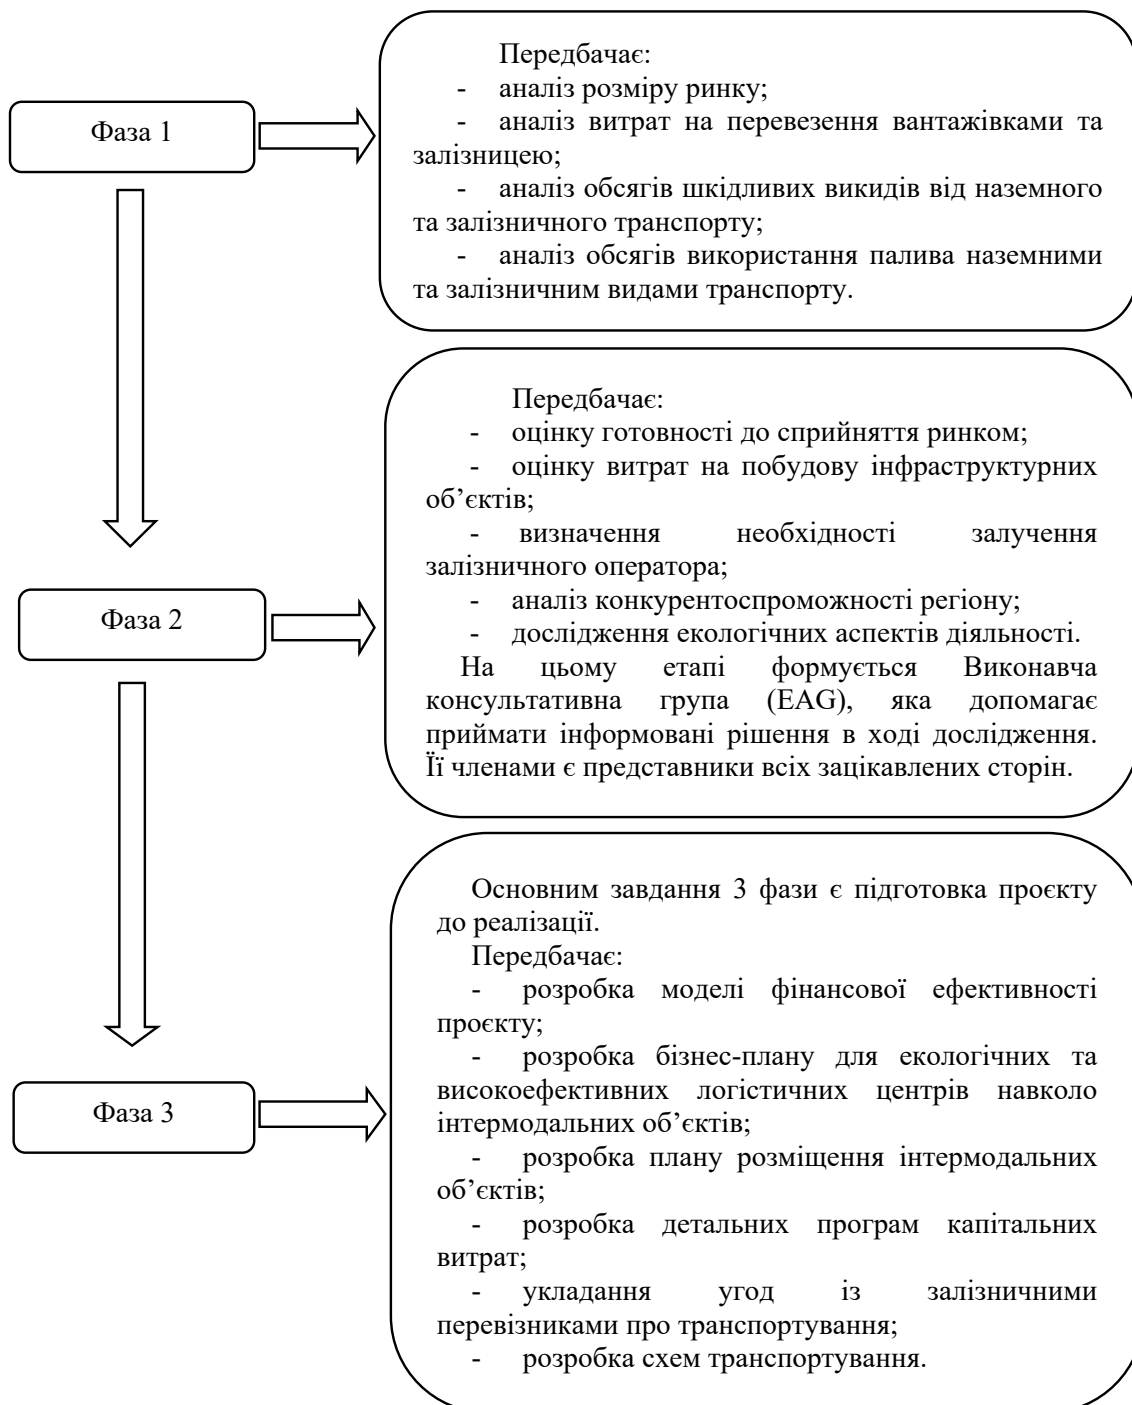 Фаза 1
Передбачає:
- аналіз розміру ринку;
- аналіз витрат на перевезення вантажівками та
залізницею;
- аналіз обсягів шкідливих викидів від наземного
та залізничного транспорту;
- аналіз обсягів використання палива наземними
та залізничним видами транспорту.
Фаза 2
Передбачає:
- оцінку готовності до сприйняття ринком;
- оцінку витрат на побудову інфраструктурних
об’єктів;
- визначення необхідності залучення
залізничного оператора;
- аналіз конкурентоспроможності регіону;
- дослідження екологічних аспектів діяльності.
На цьому етапі формується Виконавча
консультативна група (EAG), яка допомагає
приймати інформовані рішення в ході дослідження.
Її членами є представники всіх зацікавлених сторін.
Фаза 3
Основним завдання 3 фази є підготовка проєкту
до реалізації.
Передбачає:
- розробка моделі фінансової ефективності
проєкту;
- розробка бізнес-плану для екологічних та
високоефективних логістичних центрів навколо
інтермодальних об’єктів;
- розробка плану розміщення інтермодальних
об’єктів;
- розробка детальних програм капітальних
витрат;
- укладання угод із залізничними
перевізниками про транспортування;
- розробка схем транспортування.